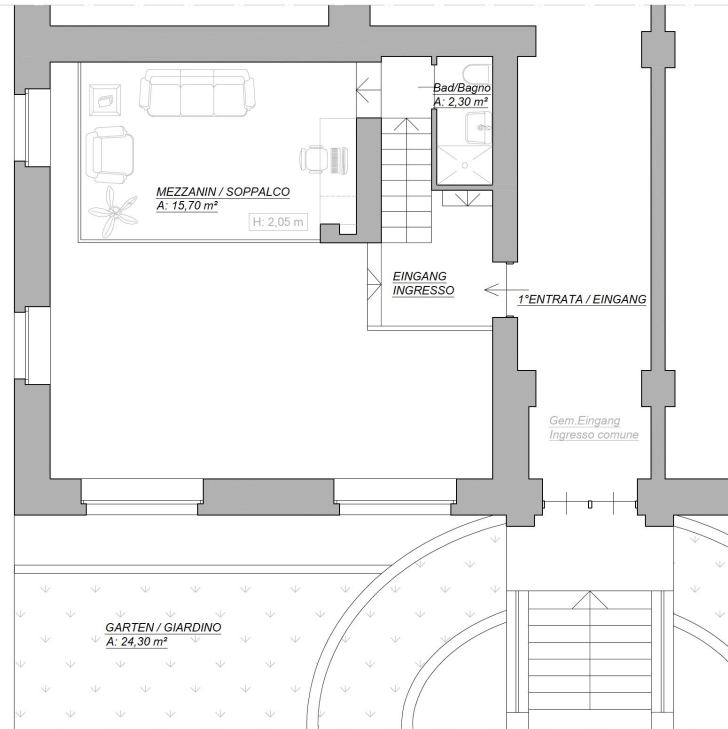 Bad/Bagno
A: 2,30 m²
MEZZANIN / SOPPALCO
A: 15,70 m²
H: 2,05 m
EINGANG
INGRESSO
1°ENTRATA / EINGANG
Gem.Eingang
Ingresso comune
GARTEN / GIARDINO
A: 24,30 m²